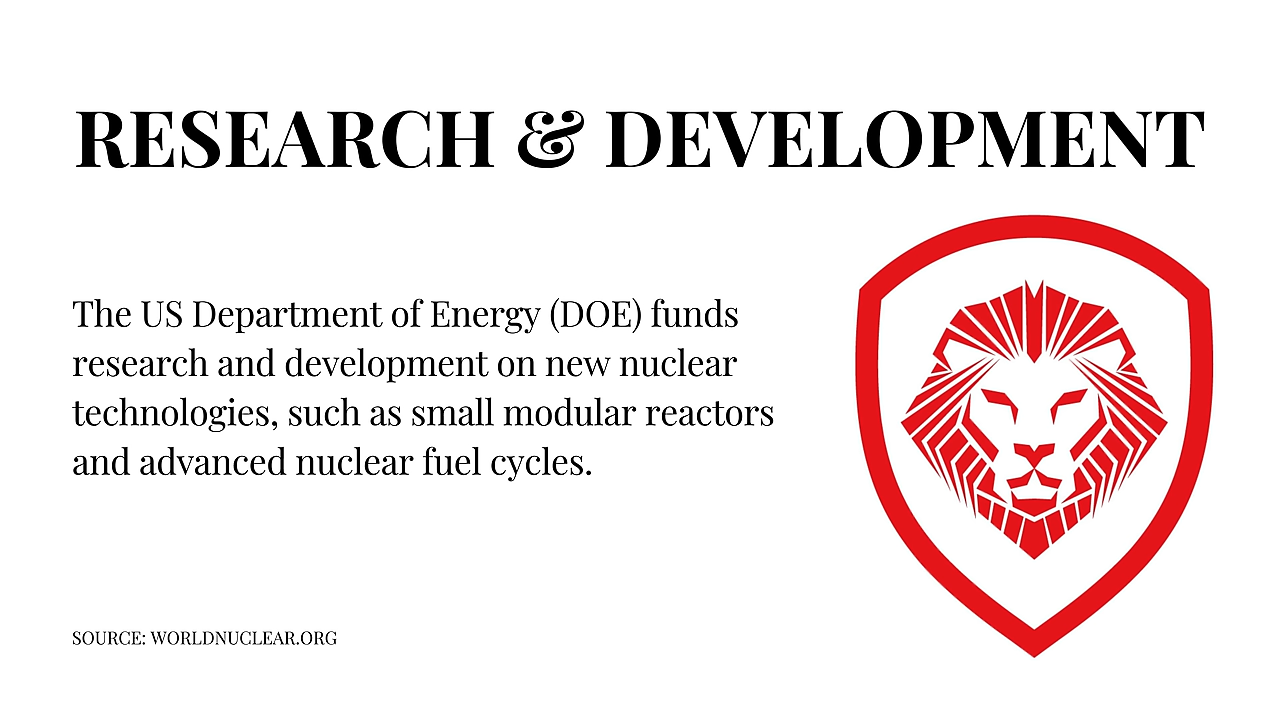 RESEARCH & DEVELOPMENT
The US Department of Energy (DOE) funds
research and development on new nuclear
technologies, such as small modular reactors
and advanced nuclear fuel cycles.
SOURCE: WORLDNUCLEAR.ORG